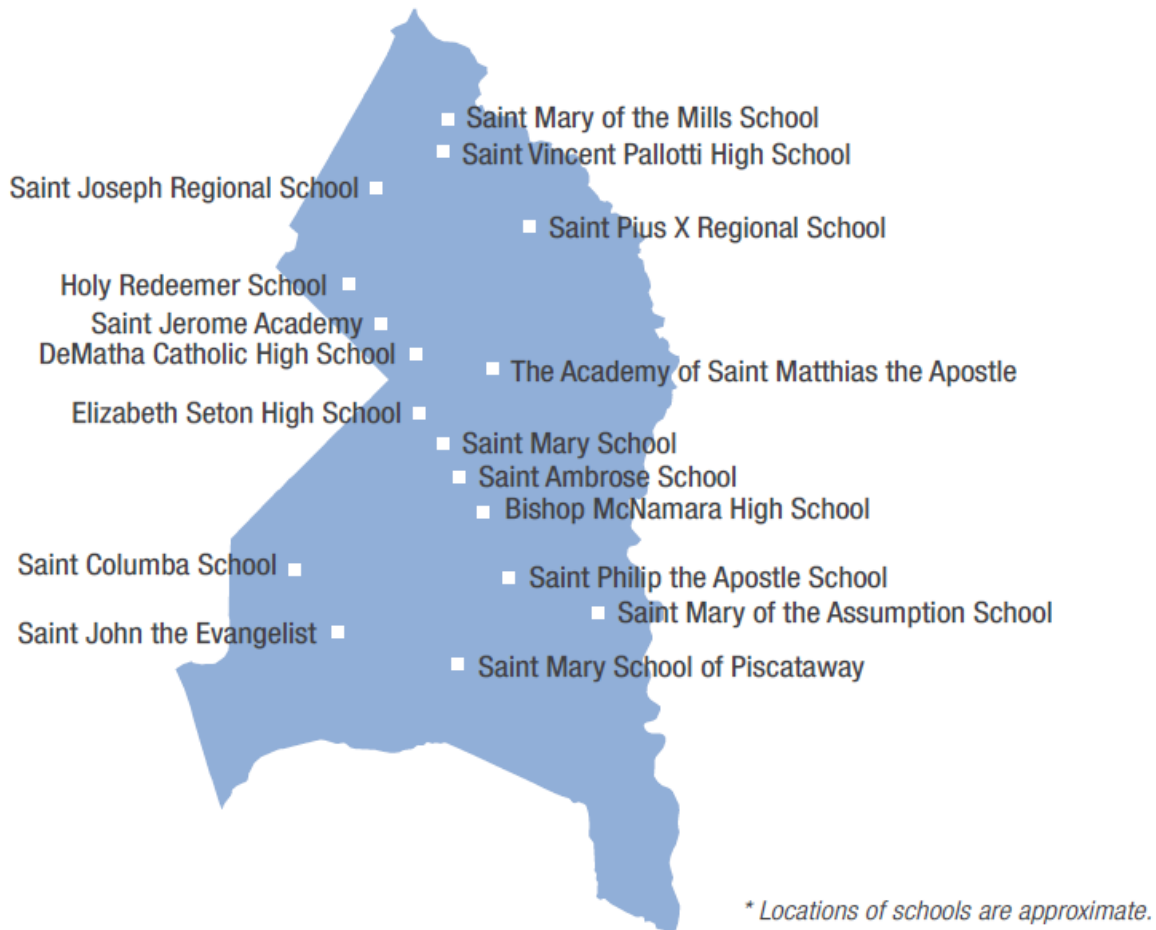 Saint Mary of the Mills School
Saint Vincent Pallotti High School
Saint Joseph Regional School
Saint Pius X Regional School
Holy Redeemer School
Saint Jerome Academy
DeMatha Catholic High School
The Academy of Saint Matthias the Apostle
Elizabeth Seton High School
Saint Mary School
Saint Ambrose School
Bishop McNamara High School
Saint Columba School
Saint Philip the Apostle School
Saint Mary of the Assumption School
Saint John the Evangelist
Saint Mary School of Piscataway
* Locations of schools are approximate.